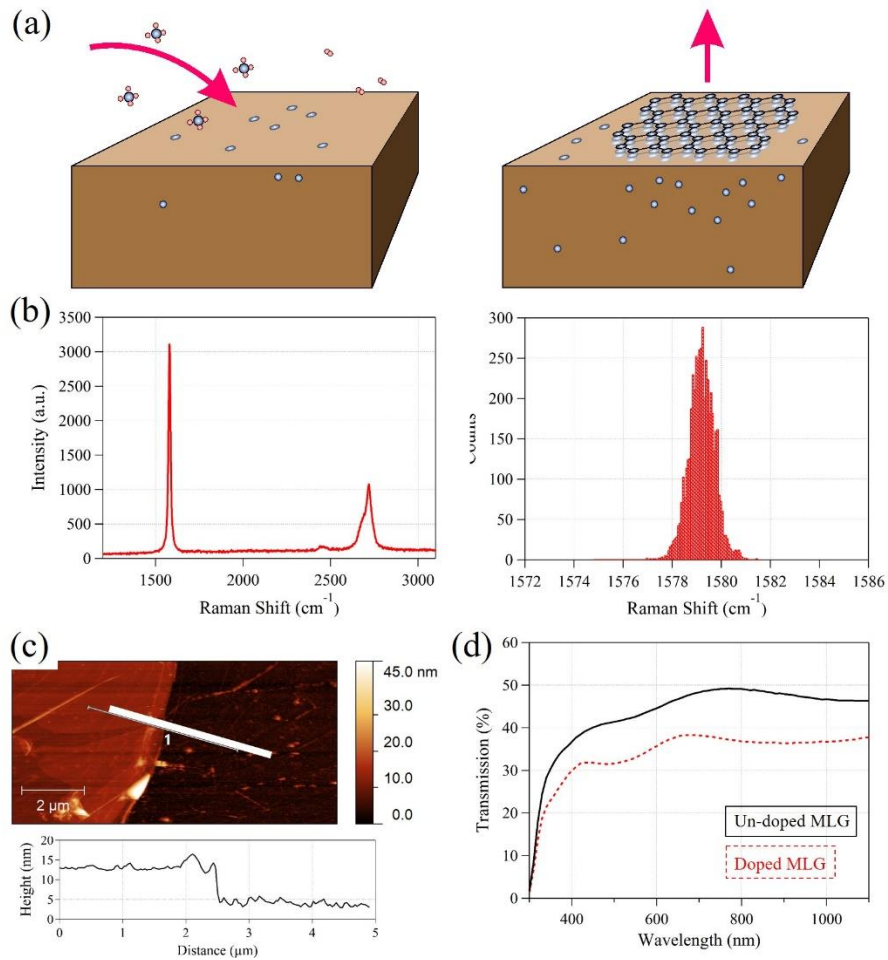 (a)
(b)
3500
3000
2500
2000
1500
1000
500
0
Intensity (a.u.)
1500 2000 2500 3000
Raman Shift (cm-1)
300
250
200
150
100
50
0
Counts
1572 1574 1576 1578 1580 1582 1584 1586
Raman Shift (cm-1)
(c)
1
2 µm
45.0 nm
30.0
20.0
10.0
0.0
20
15
10
5
0
Height (nm)
0 1 2 3 4 5
Distance (µm)
(d)
60
50
40
30
20
10
0
Transmission (%)
Un-doped MLG
Doped MLG
400 600 800 1000
Wavelength (nm)